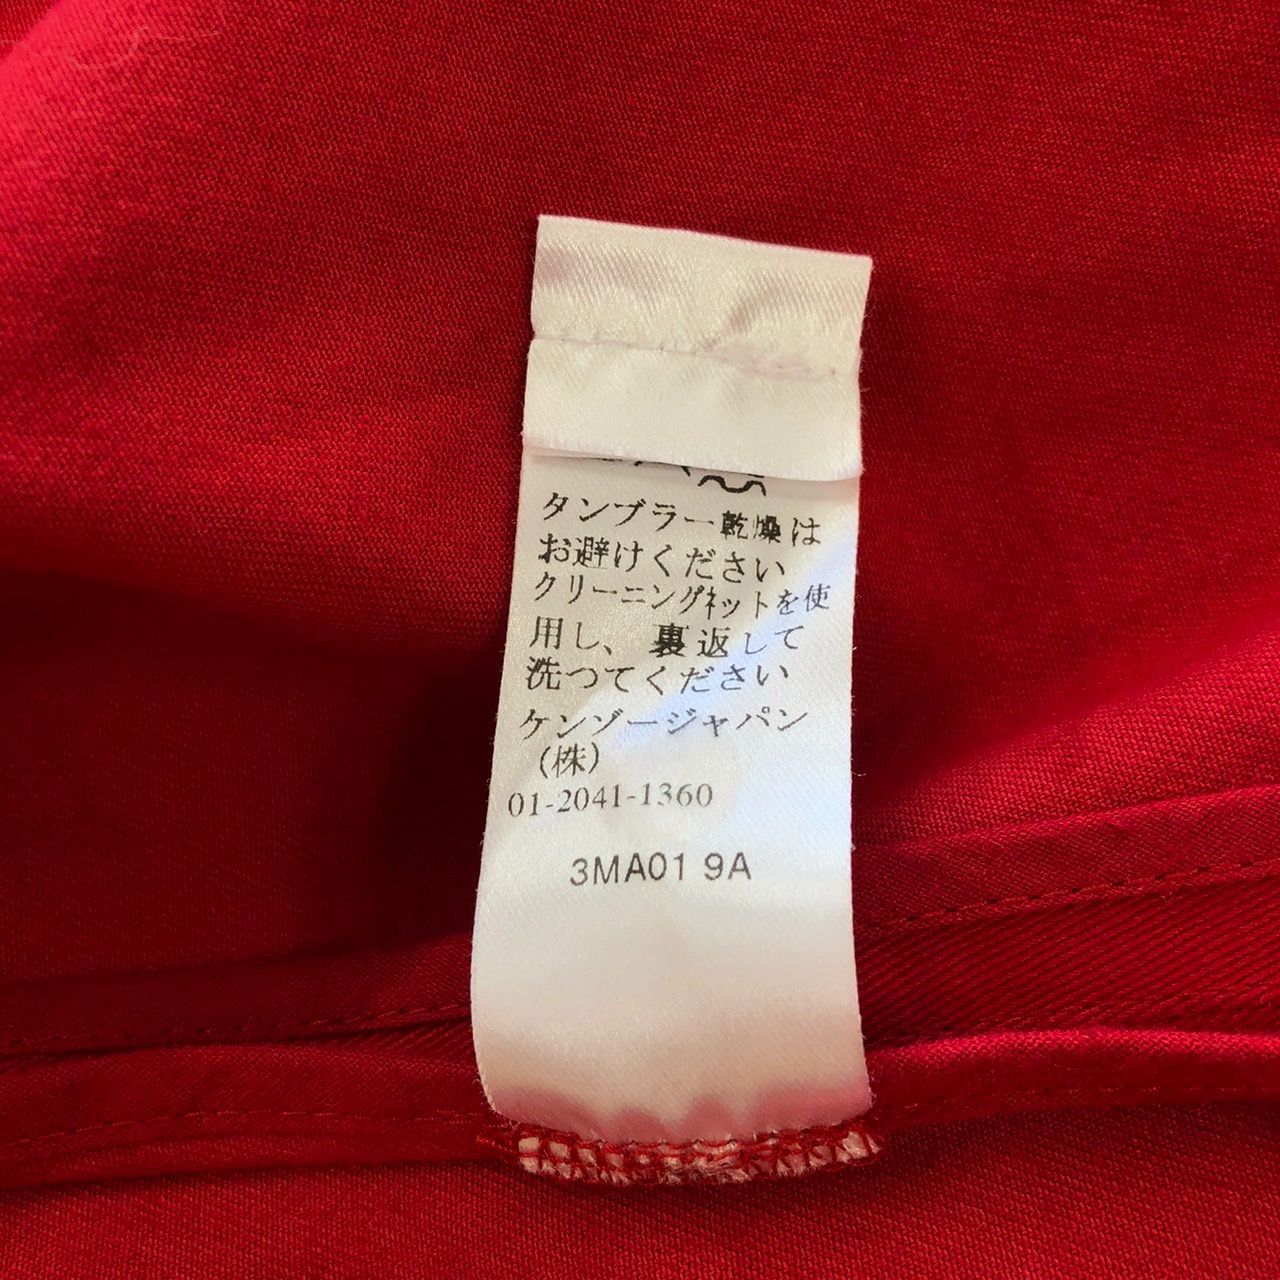 タンブラー乾燥は
お避けください
クリーニングネットを使
用し、裏返して
洗つてください
ケンゾージャパン
(株)
01-2041-1360
3MA01 9A